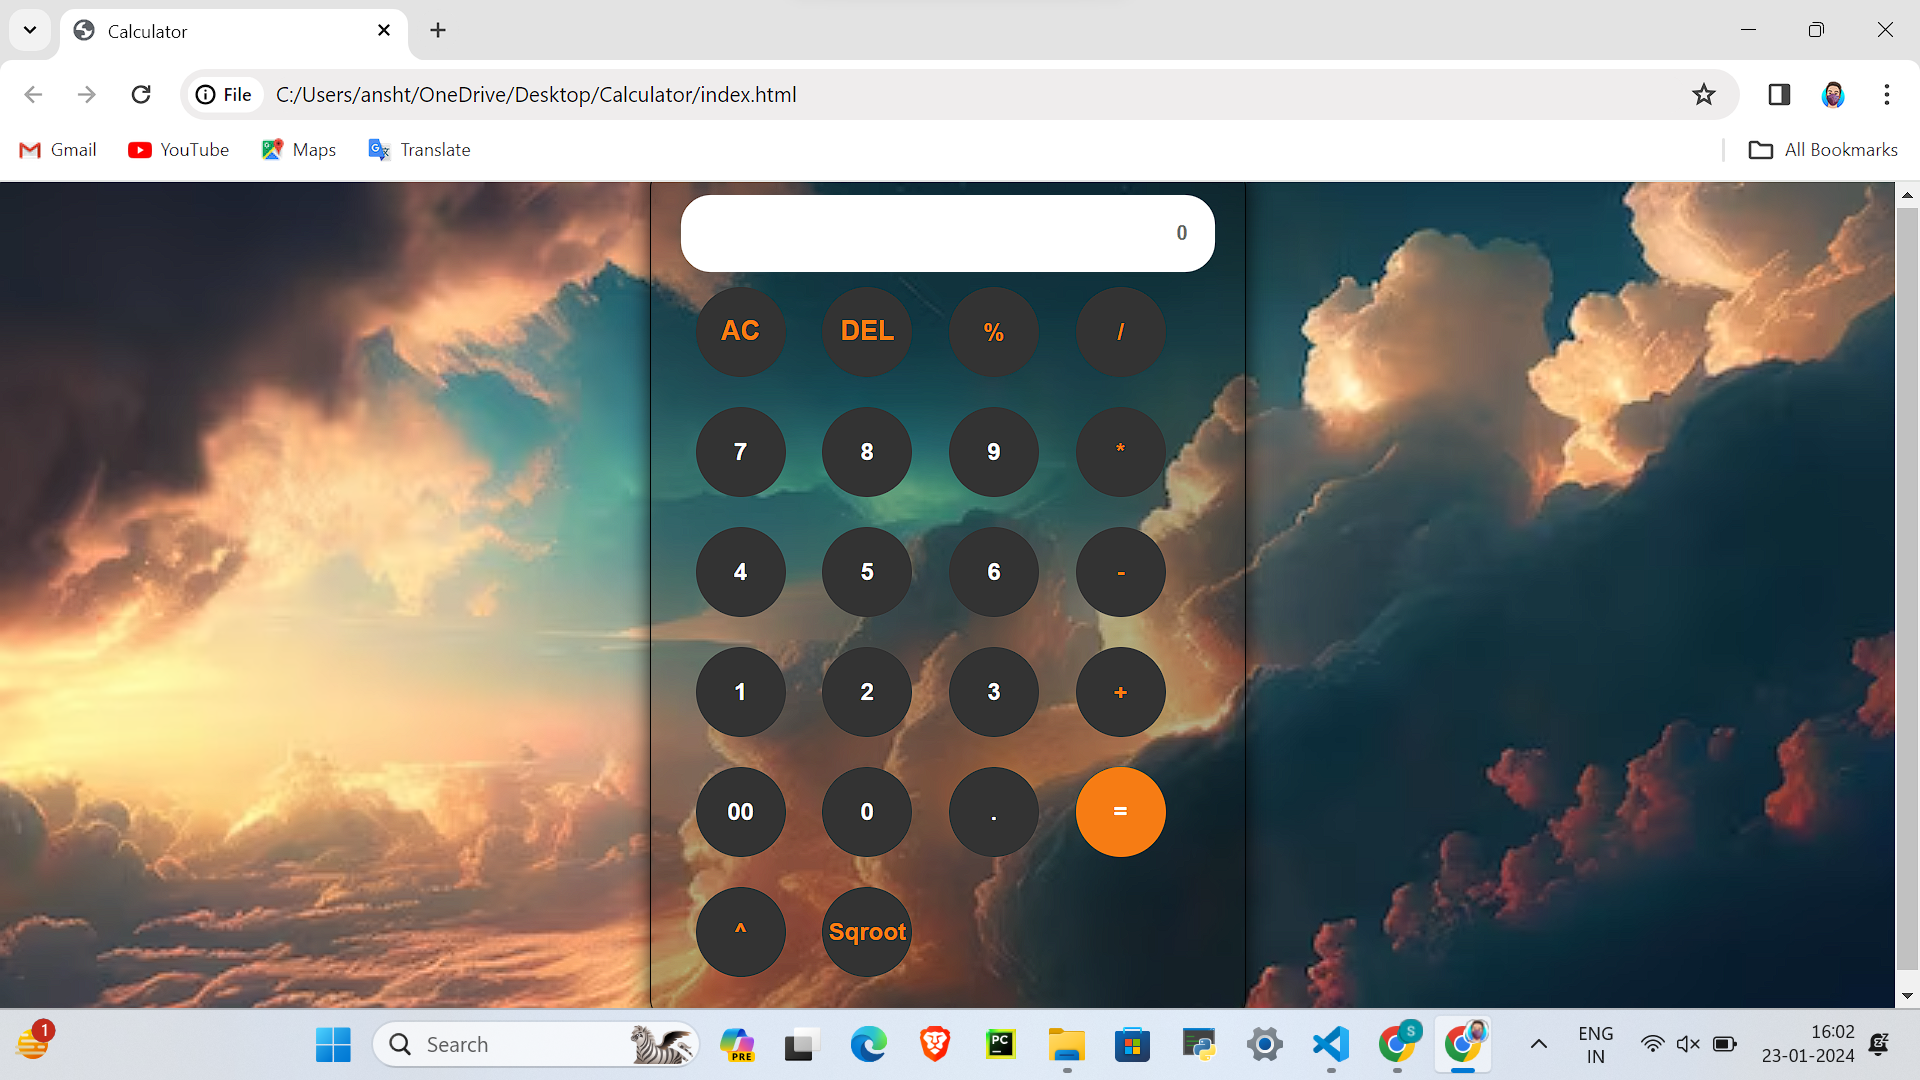 Calculator
File C:/Users/ansht/OneDrive/Desktop/Calculator/index.html
Gmail YouTube Maps Translate All Bookmarks
0
AC DEL % /
7 8 9 *
4 5 6 -
1 2 3 +
00 0 . =
^ Sqroot
1 Search PRE PC S ENG 16:02
IN 23-01-2024